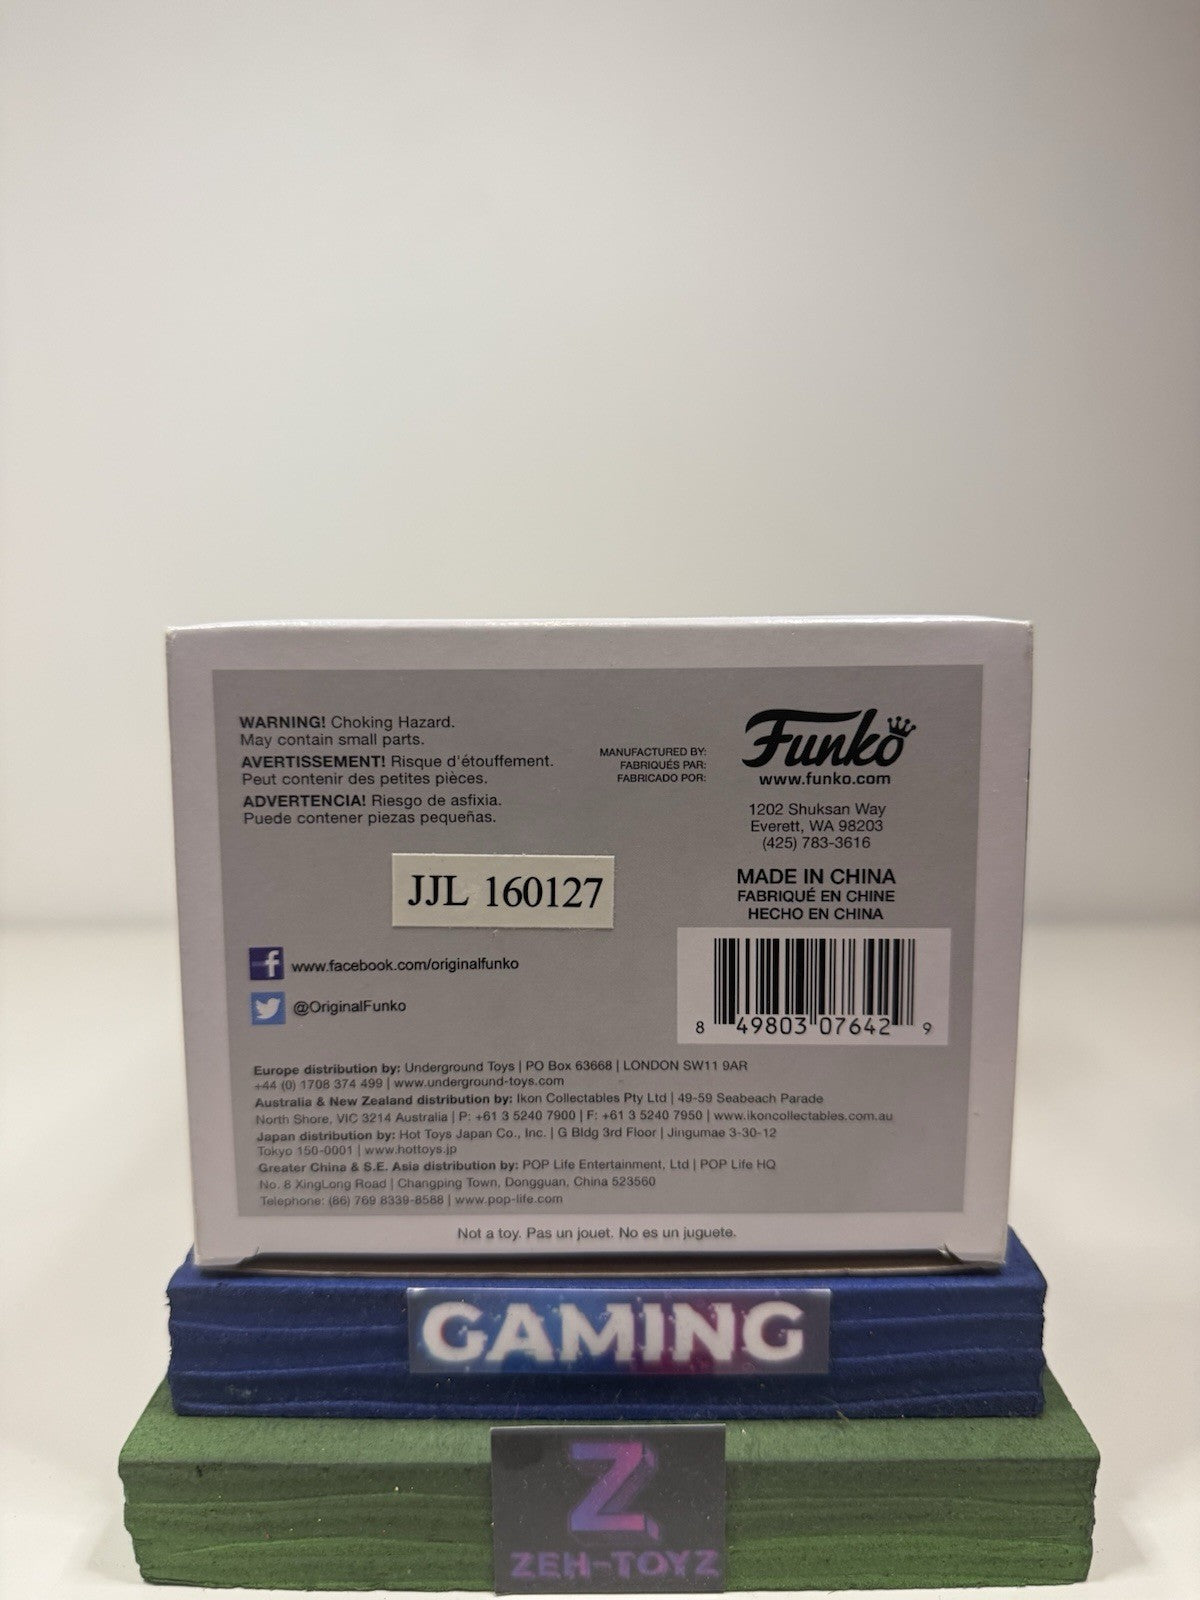 WARNING! Choking Hazard.
May contain small parts.
AVERTISSEMENT! Risque d'étouffement.
Peut contenir des petites pièces.
ADVERTENCIA! Riesgo de asfixia.
Puede contener piezas pequeñas.
MANUFACTURED BY:
FABRIQUÉS PAR:
FABRICADO POR:
Funko
www.funko.com
1202 Shuksan Way
Everett, WA 98203
(425) 783-3616
MADE IN CHINA
FABRIQUÉ EN CHINE
HECHO EN CHINA
JJL 160127
f www.facebook.com/originalfunko
@OriginalFunko
8 49803 07642 9
Europe distribution by: Underground Toys | PO Box 63668 | LONDON SW11 9AR
+44 (0) 1708 374 499 | www.underground-toys.com
Australia & New Zealand distribution by: Ikon Collectables Pty Ltd | 49-59 Seabeach Parade
North Shore, VIC 3214 Australia | P: +61 3 5240 7900 | F: +61 3 5240 7950 | www.ikoncollectables.com.au
Japan distribution by: Hot Toys Japan Co., Inc. | G Bldg 3rd Floor | Jingumae 3-30-12
Tokyo 150-0001 | www.hottoys.jp
Greater China & S.E. Asia distribution by: POP Life Entertainment, Ltd | POP Life HQ
No. 8 XingLong Road | Changping Town, Dongguan, China 523560
Telephone: (86) 769 8339-8588 | www.pop-life.com
Not a toy. Pas un jouet. No es un juguete.
GAMING
Z
ZEH-TOYZ